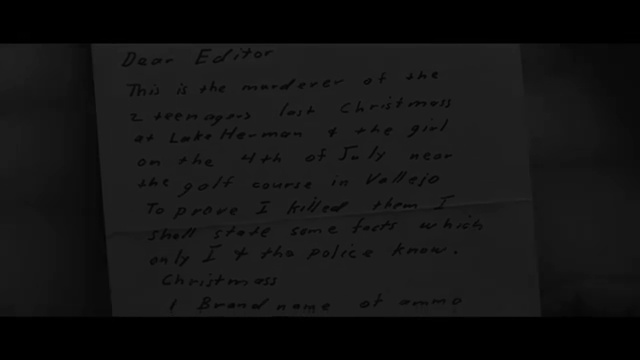 Dear Editor
This is the murderer of the
2 teenagers last Christmass
at Lake Herman & the girl
on the 4th of July near
the golf course in Vallejo
To prove I killed them I
shall state some facts which
only I & the police know.
Christmass
1 Brand name of ammo